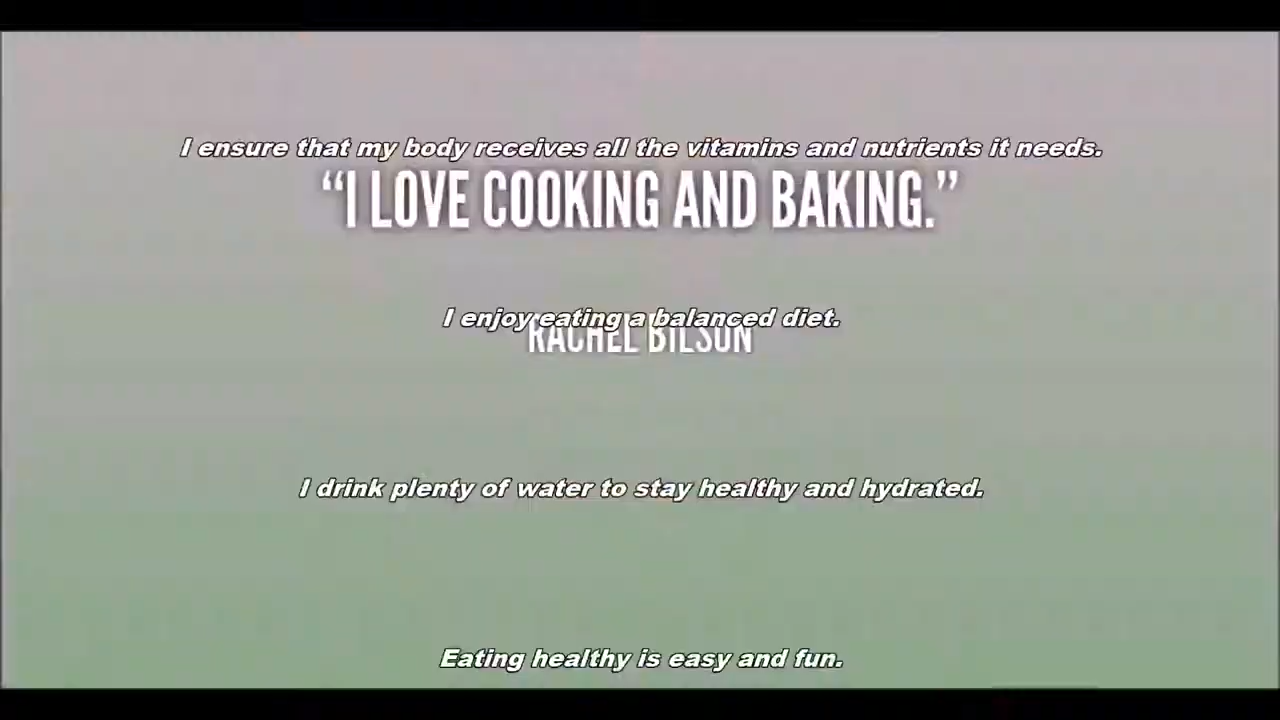 I ensure that my body receives all the vitamins and nutrients it needs.
“I LOVE COOKING AND BAKING.”
I enjoy eating a balanced diet.
RACHEL BILSON
I drink plenty of water to stay healthy and hydrated.
Eating healthy is easy and fun.